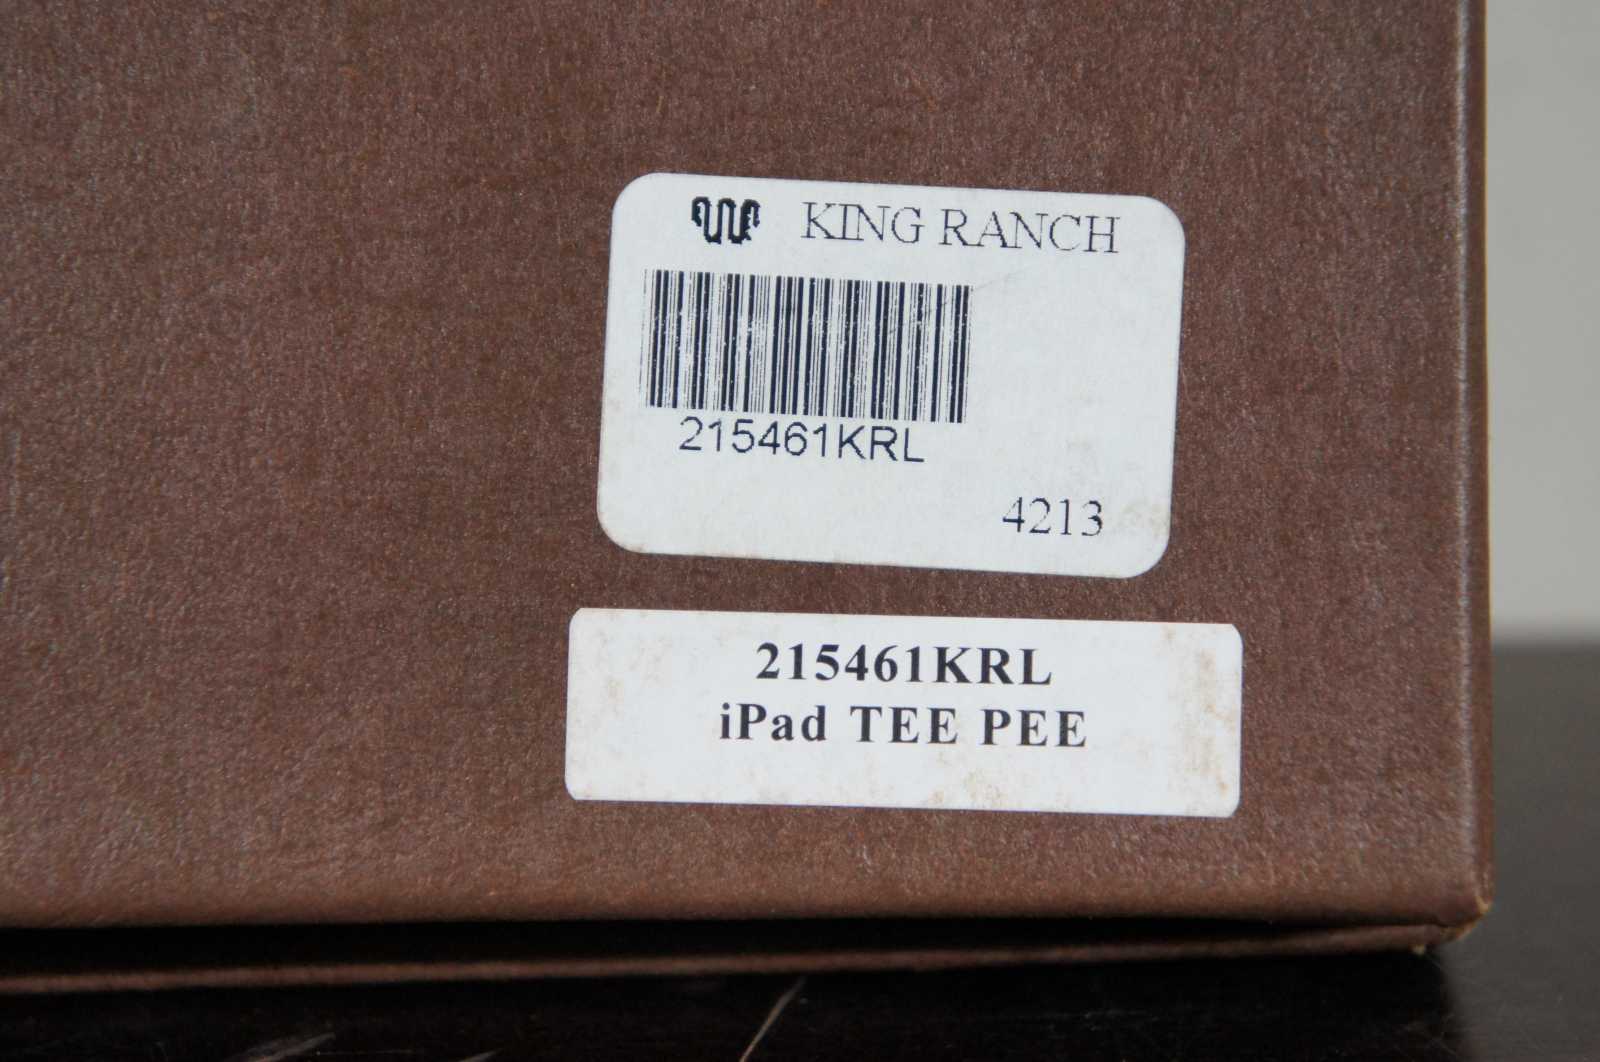 KING RANCH
215461KRL
4213
215461KRL
iPad TEE PEE